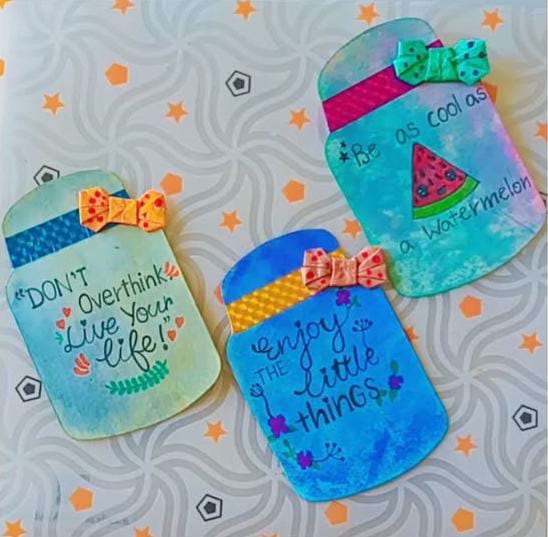 "DON'T
Overthink!
Live Your
life!"
Enjoy
THE little
things
Be as cool as
a watermelon